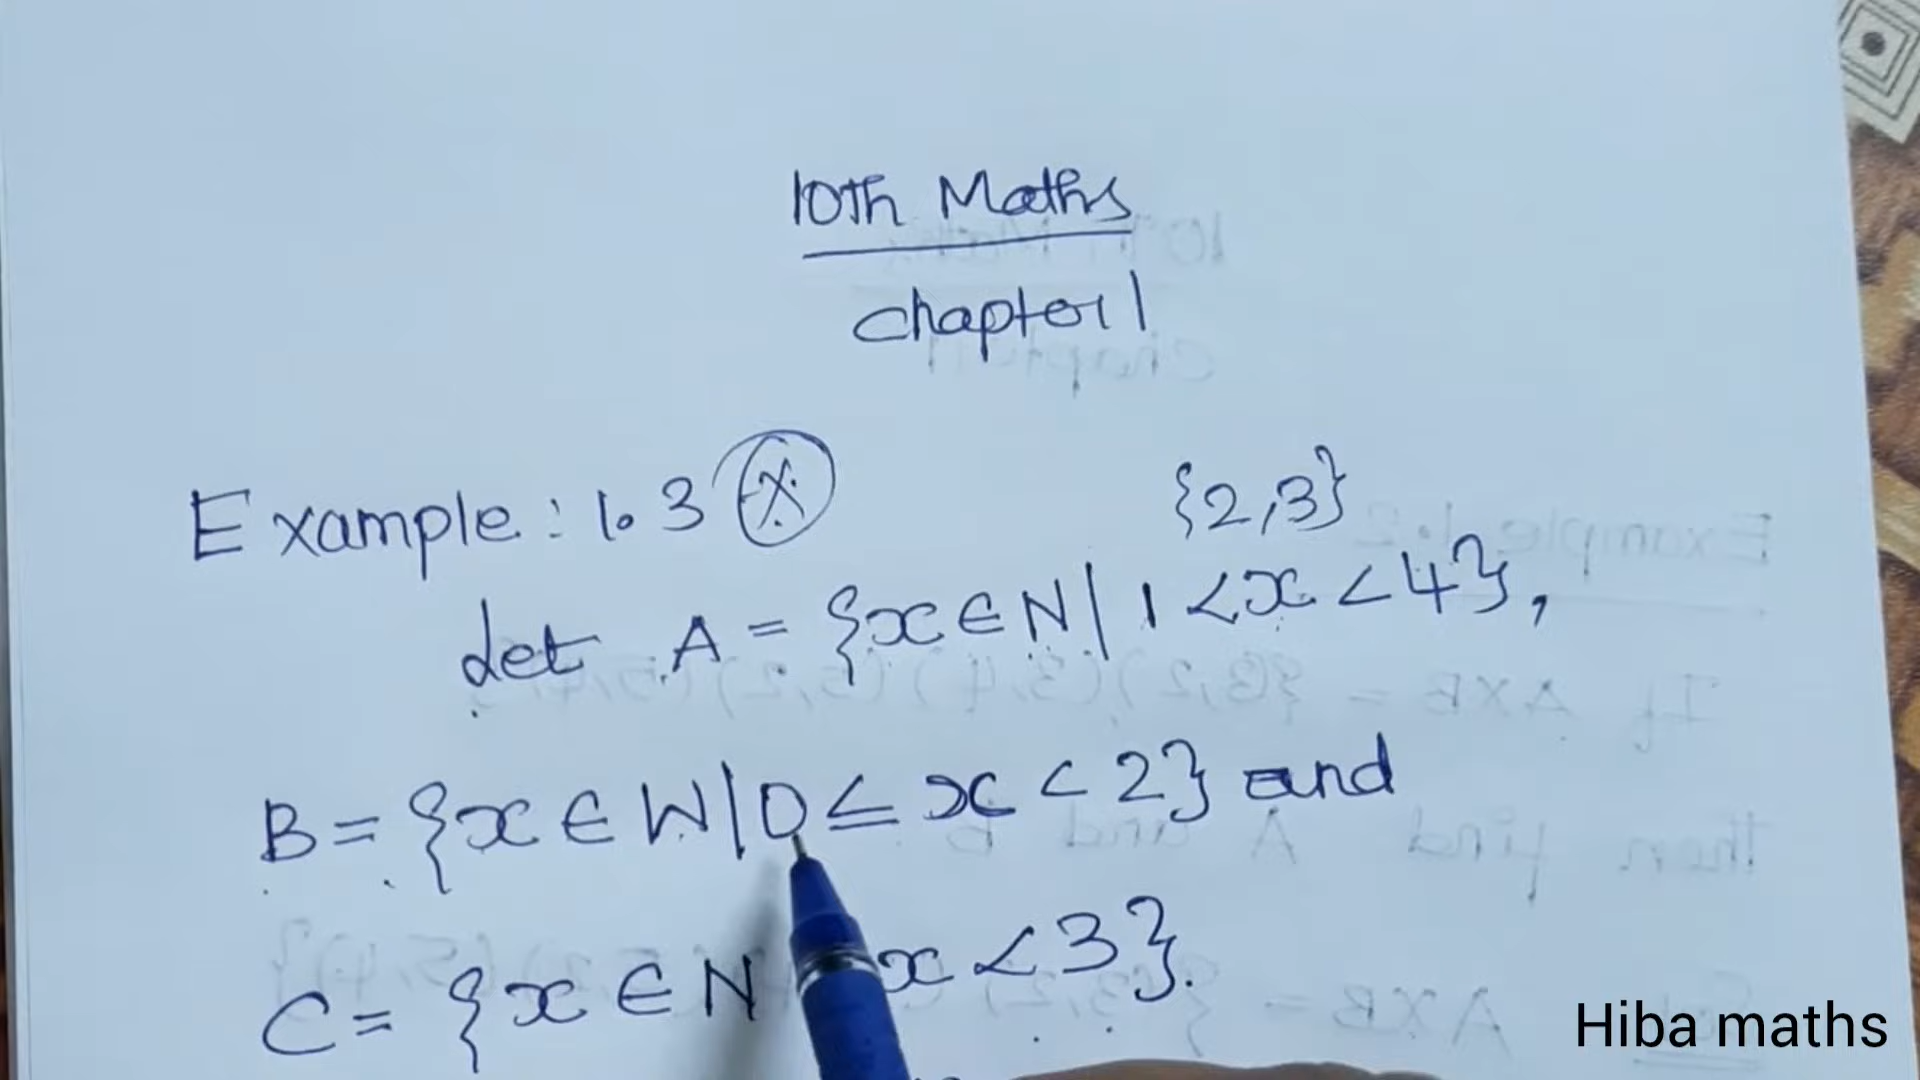 10Th Maths
Chapter 1
Example: 1.3
{2,3}
Let A = {x ∈ N | 1 < x < 4},
B = {x ∈ W | 0 ≤ x < 2} and
C = {x ∈ N x < 3}.
Hiba maths